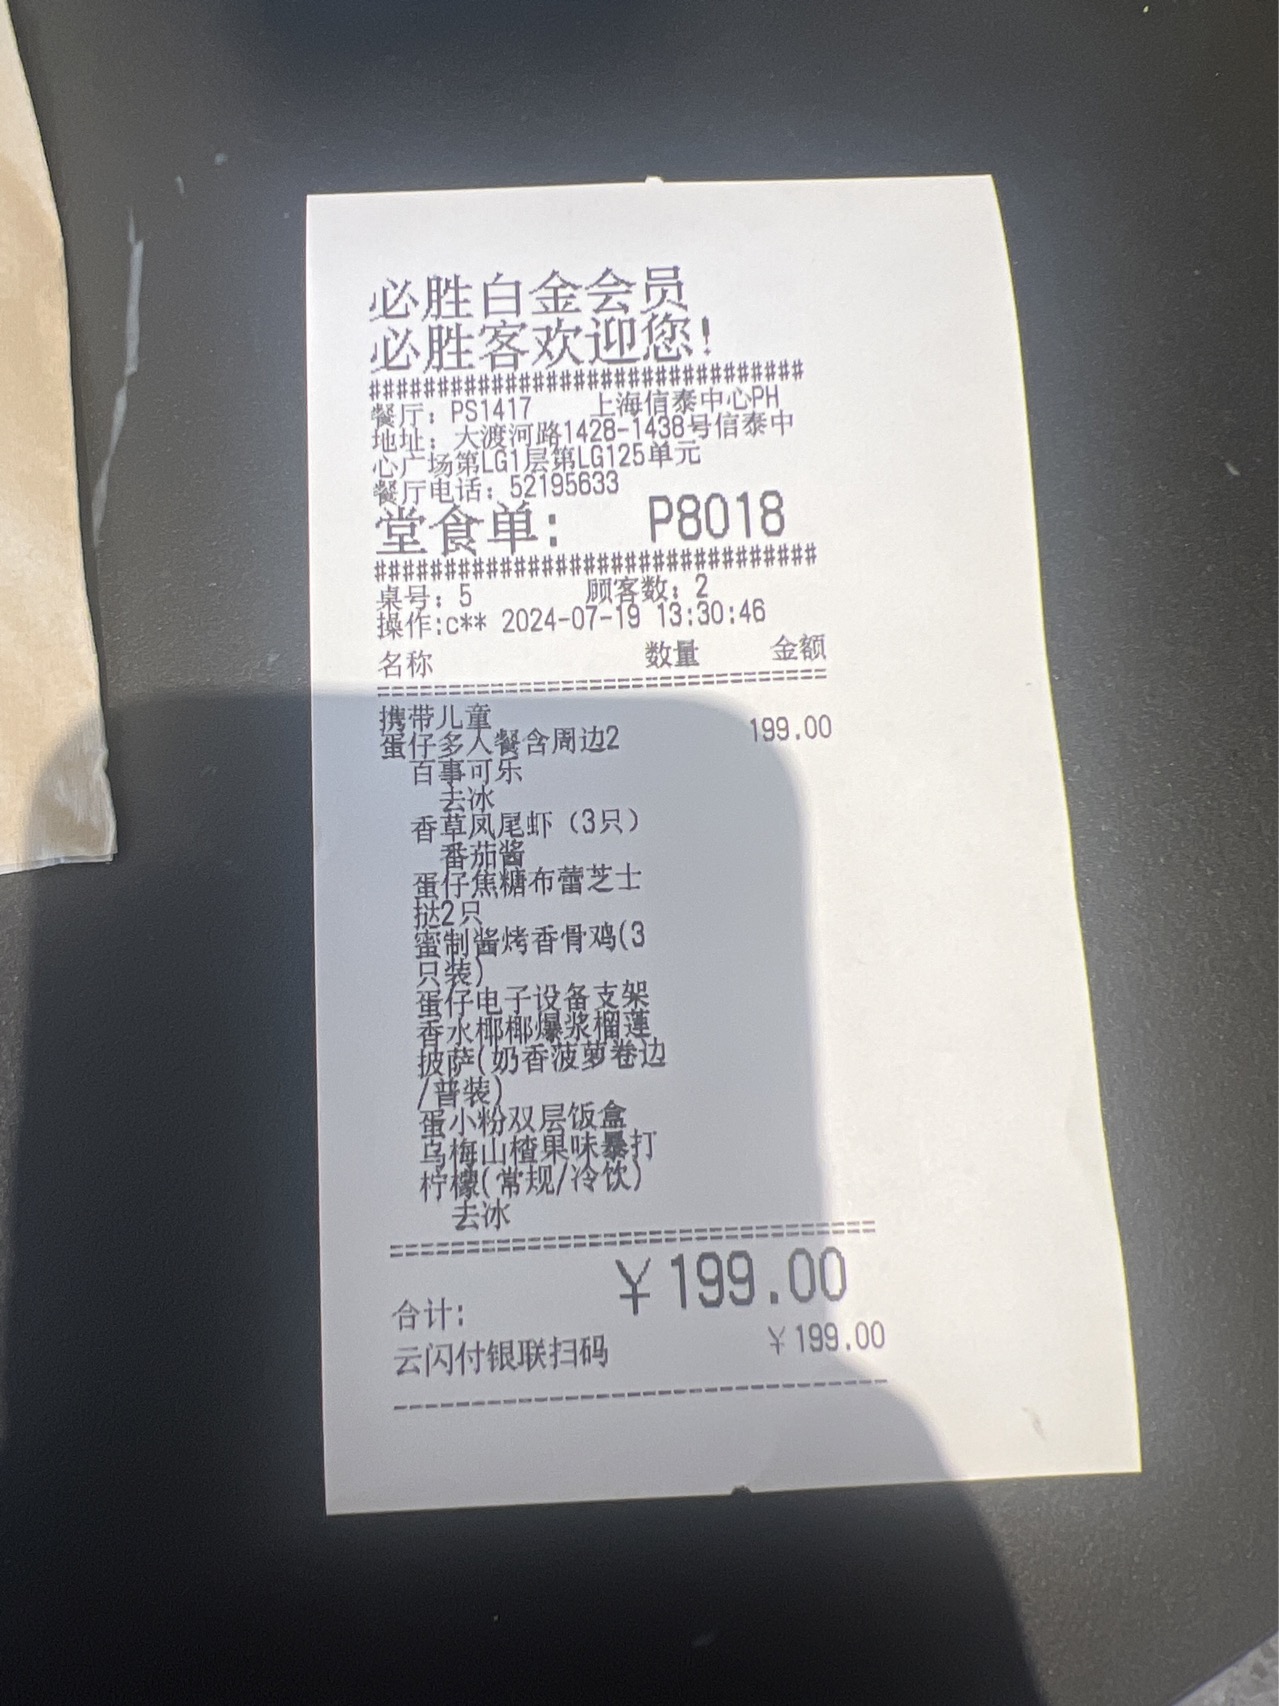 必胜白金会员
必胜客欢迎您!
################################
餐厅: PS1417 上海信泰中心PH
地址: 大渡河路1428-1438号信泰中
心广场第LG1层第LG125单元
餐厅电话: 52195633
堂食单: P8018
################################
桌号: 5 顾客数: 2
操作:c** 2024-07-19 13:30:46
名称 数量 金额
================================
携带儿童
蛋仔多人餐含周边2 199.00
百事可乐
去冰
香草凤尾虾（3只）
番茄酱
蛋仔焦糖布蕾芝士
挞2只
蜜制酱烤香骨鸡(3
只装)
蛋仔电子设备支架
香水椰椰爆浆榴莲
披萨(奶香菠萝卷边
/普装)
蛋小粉双层饭盒
乌梅山楂果味暴打
柠檬(常规/冷饮)
去冰
================================
合计: ￥199.00
云闪付银联扫码 ￥199.00
--------------------------------